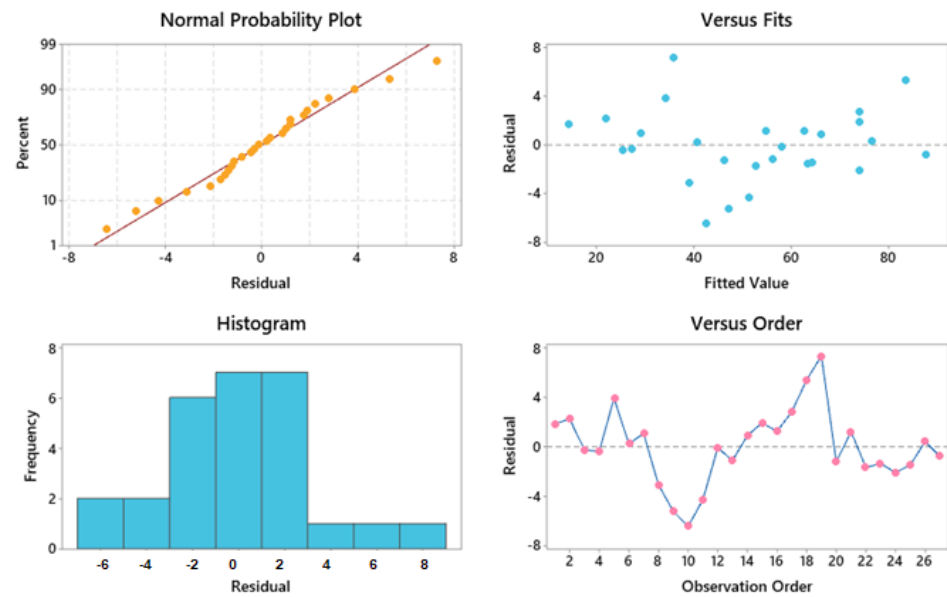 Normal Probability Plot
99
90
50
10
1
Percent
-8 -4 0 4 8
Residual
Versus Fits
8
4
0
-4
-8
Residual
20 40 60 80
Fitted Value
Histogram
8
6
4
2
0
Frequency
-6 -4 -2 0 2 4 6 8
Residual
Versus Order
8
4
0
-4
-8
Residual
2 4 6 8 10 12 14 16 18 20 22 24 26
Observation Order